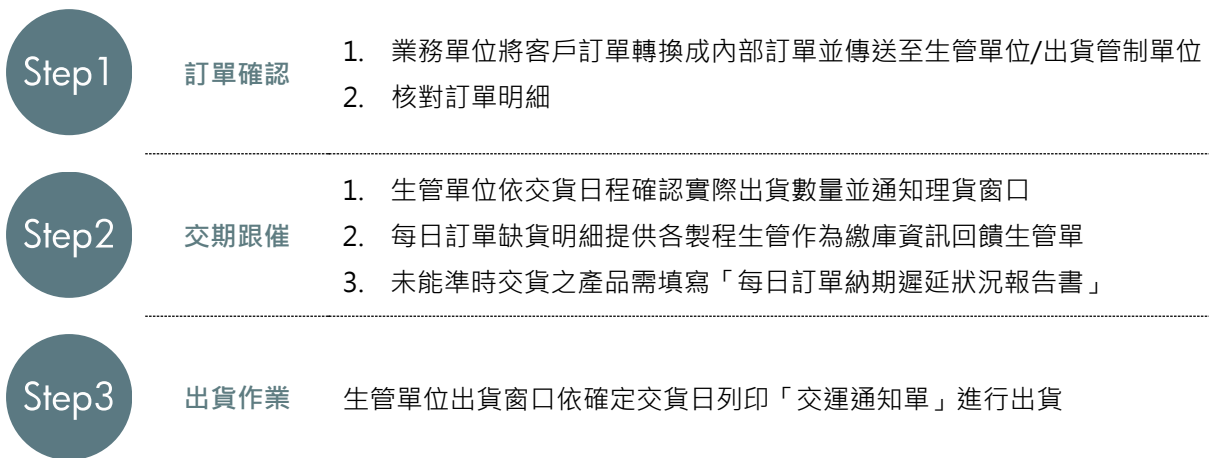 Step1
訂單確認
1. 業務單位將客戶訂單轉換成內部訂單並傳送至生管單位/出貨管制單位
2. 核對訂單明細
Step2
交期跟催
1. 生管單位依交貨日程確認實際出貨數量並通知理貨窗口
2. 每日訂單缺貨明細提供各製程生管作為繳庫資訊回饋生管單
3. 未能準時交貨之產品需填寫「每日訂單納期遲延狀況報告書」
Step3
出貨作業
生管單位出貨窗口依確定交貨日列印「交運通知單」進行出貨